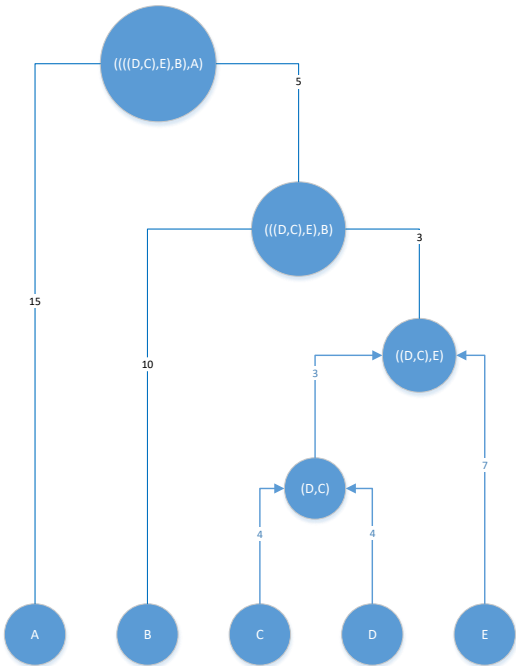 ((((D,C),E),B),A)
5
(((D,C),E),B)
3
15
((D,C),E)
10
3
7
(D,C)
4
4
A
B
C
D
E